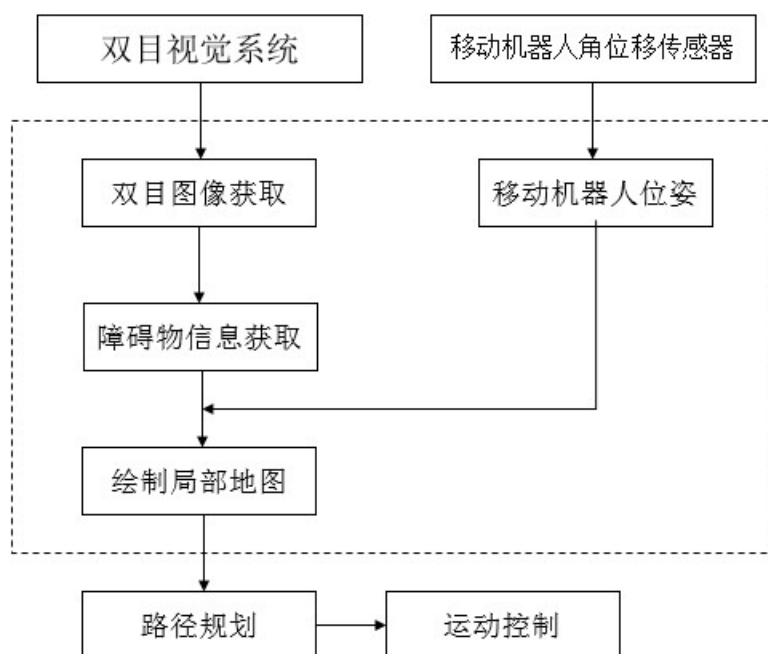 双目视觉系统
移动机器人角位移传感器
双目图像获取
移动机器人位姿
障碍物信息获取
绘制局部地图
路径规划
运动控制